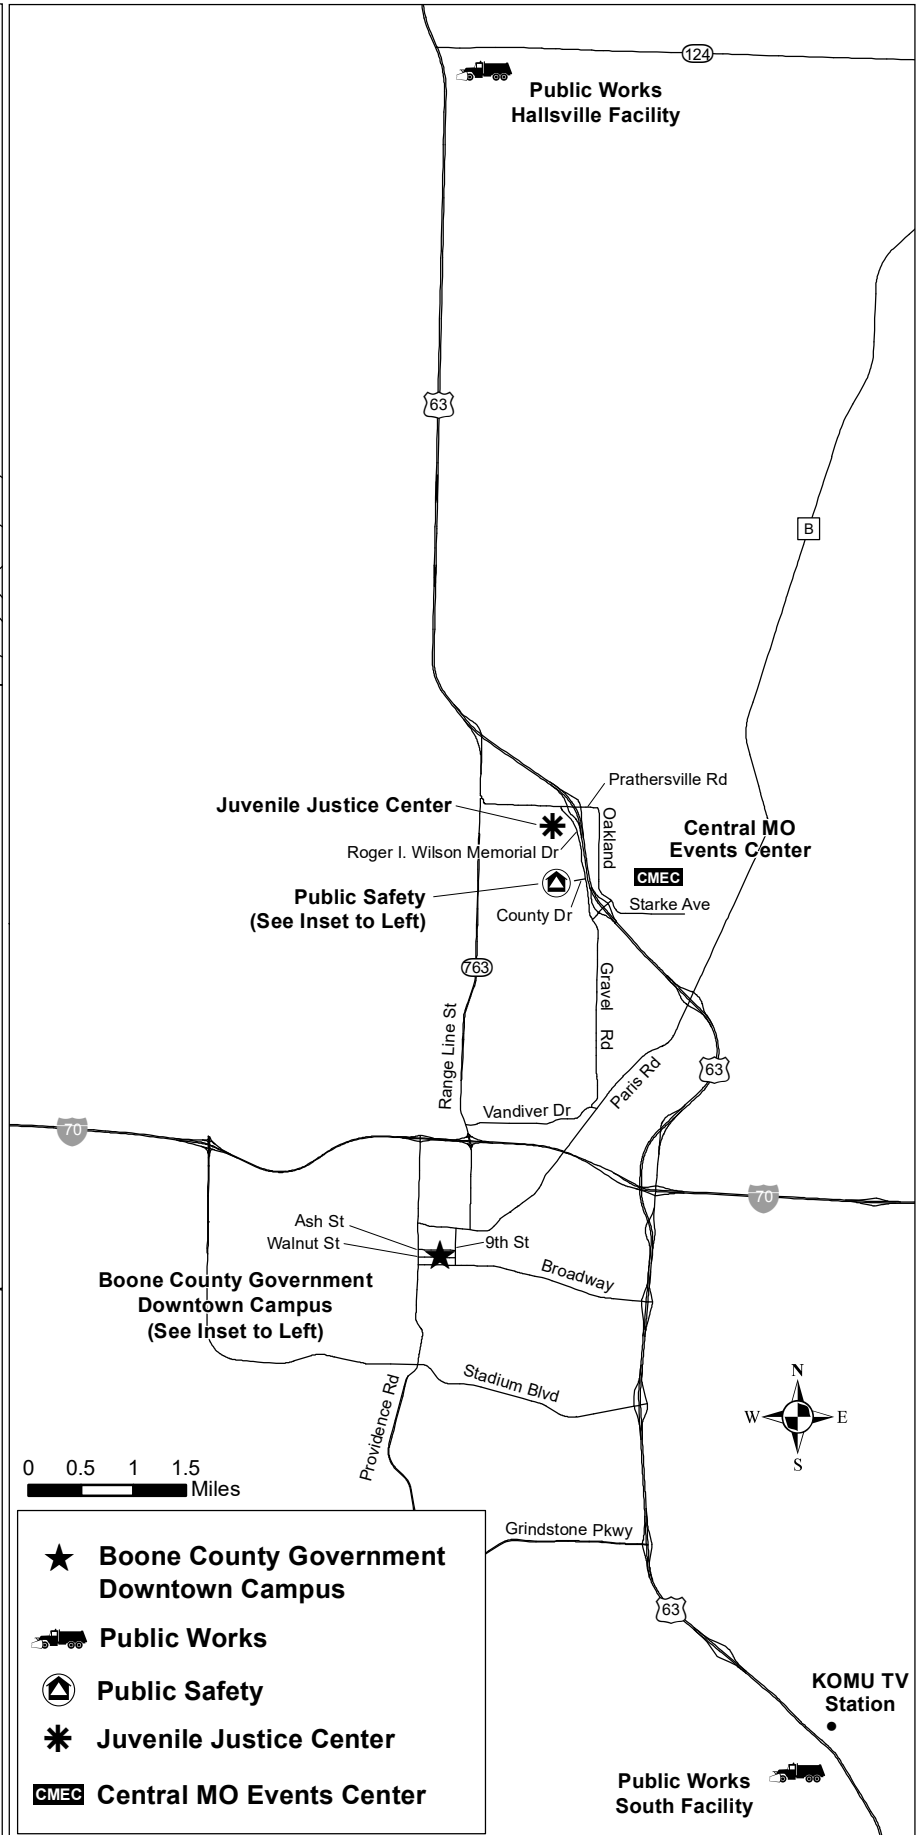 124
Public Works
Hallsville Facility
63
B
Prathersville Rd
Juvenile Justice Center
Oakland
Central MO
Events Center
Roger I. Wilson Memorial Dr
CMEC
Public Safety
(See Inset to Left)
Starke Ave
County Dr
763
Gravel Rd
Range Line St
63
Paris Rd
Vandiver Dr
70
70
Ash St
Walnut St
9th St
Broadway
Boone County Government
Downtown Campus
(See Inset to Left)
Stadium Blvd
Providence Rd
N
W
E
S
0 0.5 1 1.5
Miles
Grindstone Pkwy
63
Boone County Government
Downtown Campus
Public Works
Public Safety
Juvenile Justice Center
CMEC
Central MO Events Center
KOMU TV
Station
Public Works
South Facility